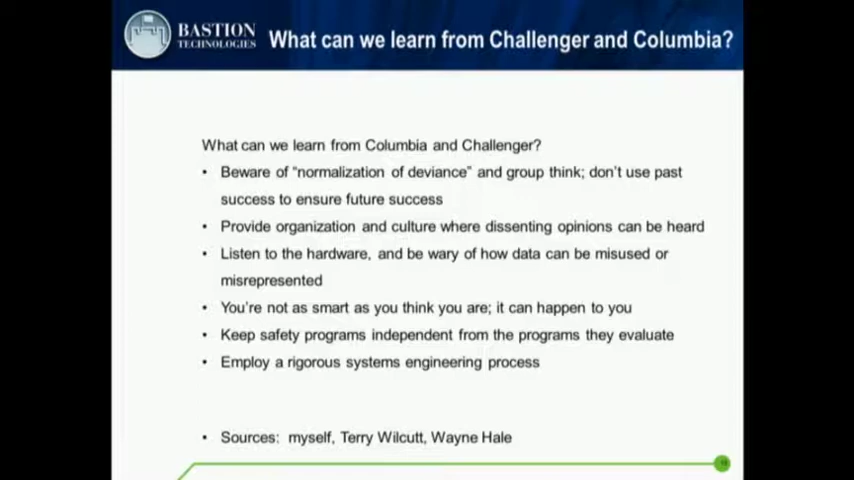 BASTION
TECHNOLOGIES
What can we learn from Challenger and Columbia?
What can we learn from Columbia and Challenger?
• Beware of "normalization of deviance" and group think; don't use past
success to ensure future success
• Provide organization and culture where dissenting opinions can be heard
• Listen to the hardware, and be wary of how data can be misused or
misrepresented
• You're not as smart as you think you are; it can happen to you
• Keep safety programs independent from the programs they evaluate
• Employ a rigorous systems engineering process
• Sources: myself, Terry Wilcutt, Wayne Hale